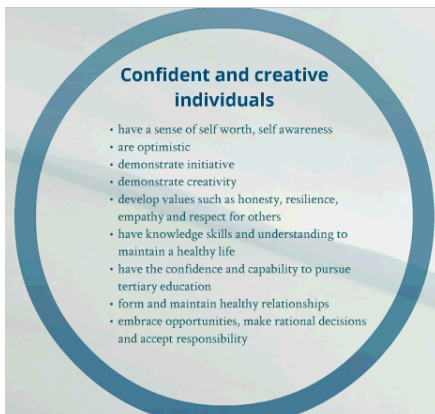 Confident and creative
individuals
• have a sense of self worth, self awareness
• are optimistic
• demonstrate initiative
• demonstrate creativity
• develop values such as honesty, resilience,
empathy and respect for others
• have knowledge skills and understanding to
maintain a healthy life
• have the confidence and capability to pursue
tertiary education
• form and maintain healthy relationships
• embrace opportunities, make rational decisions
and accept responsibility